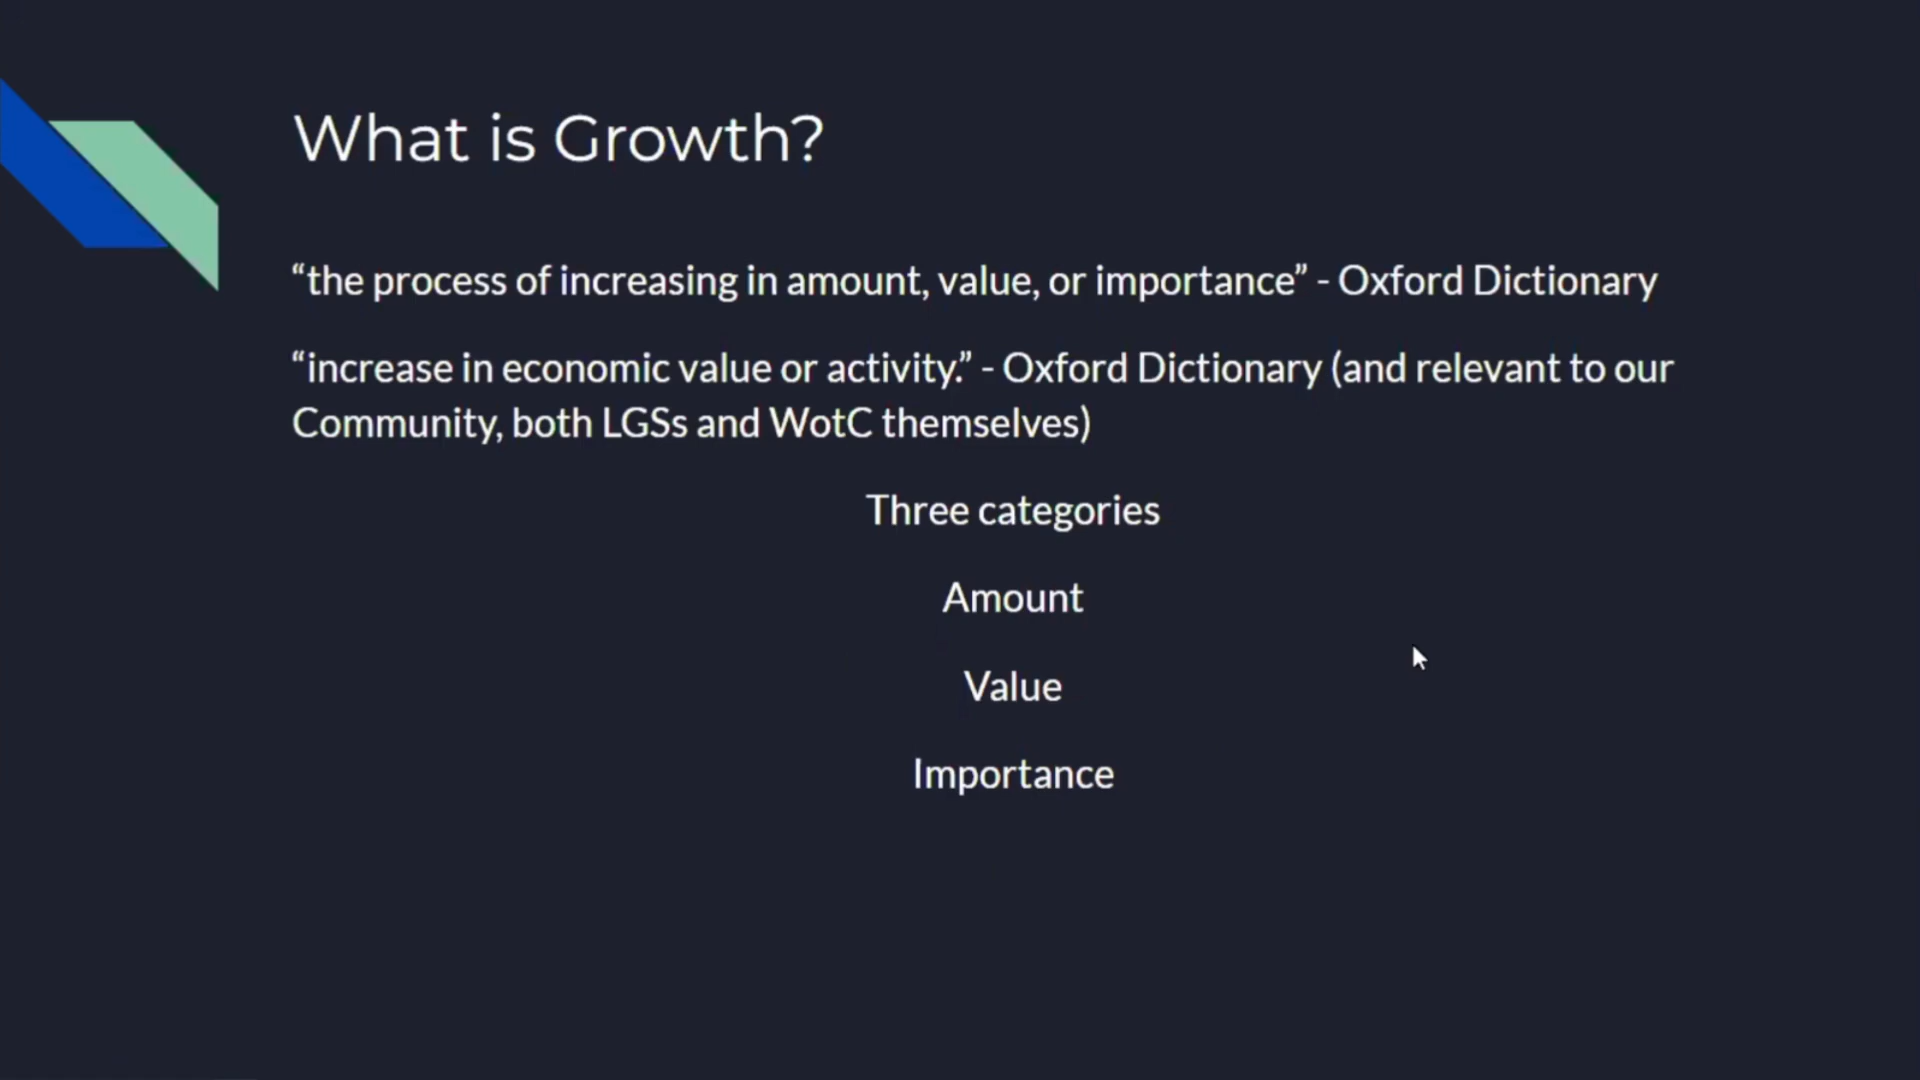 What is Growth?
“the process of increasing in amount, value, or importance” - Oxford Dictionary
“increase in economic value or activity.” - Oxford Dictionary (and relevant to our
Community, both LGSs and WotC themselves)
Three categories
Amount
Value
Importance